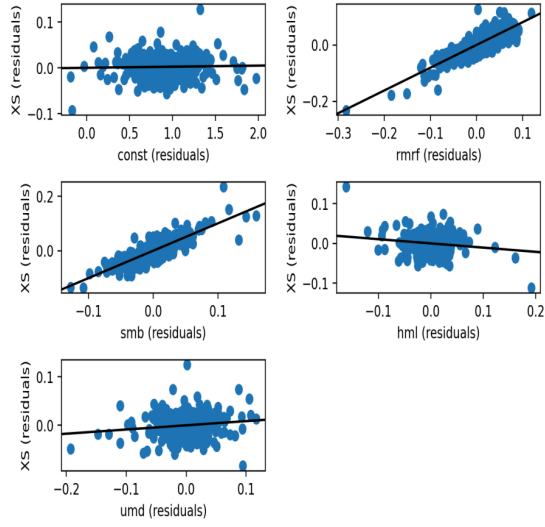 0.1
0.0
−0.1
XS (residuals)
0.0 0.5 1.0 1.5 2.0
const (residuals)
0.0
−0.2
XS (residuals)
−0.3 −0.2 −0.1 0.0 0.1
rmrf (residuals)
0.2
0.0
XS (residuals)
−0.1 0.0 0.1
smb (residuals)
0.1
0.0
−0.1
XS (residuals)
−0.1 0.0 0.1 0.2
hml (residuals)
0.1
0.0
XS (residuals)
−0.2 −0.1 0.0 0.1
umd (residuals)